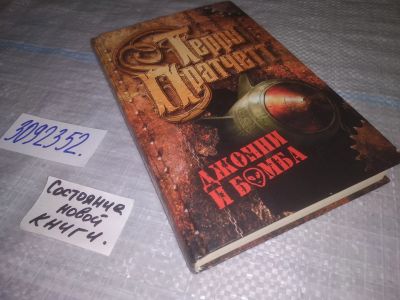 Терри
Пратчетт
ДЖОННИ
И БОМБА
3092352.
Состояние
новой
книги.